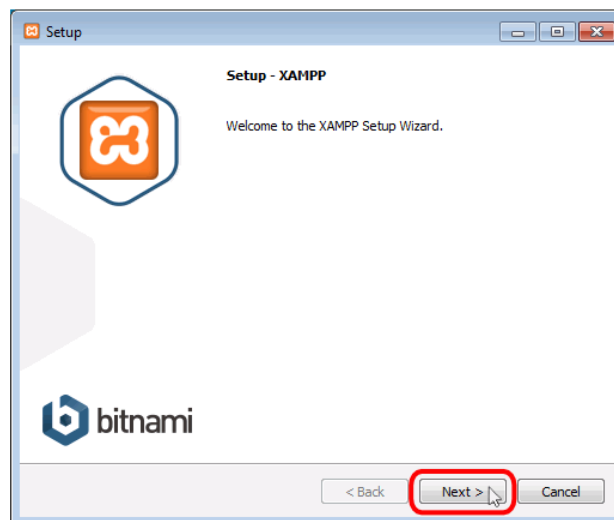 Setup
Setup - XAMPP
Welcome to the XAMPP Setup Wizard.
bitnami
< Back Next > Cancel